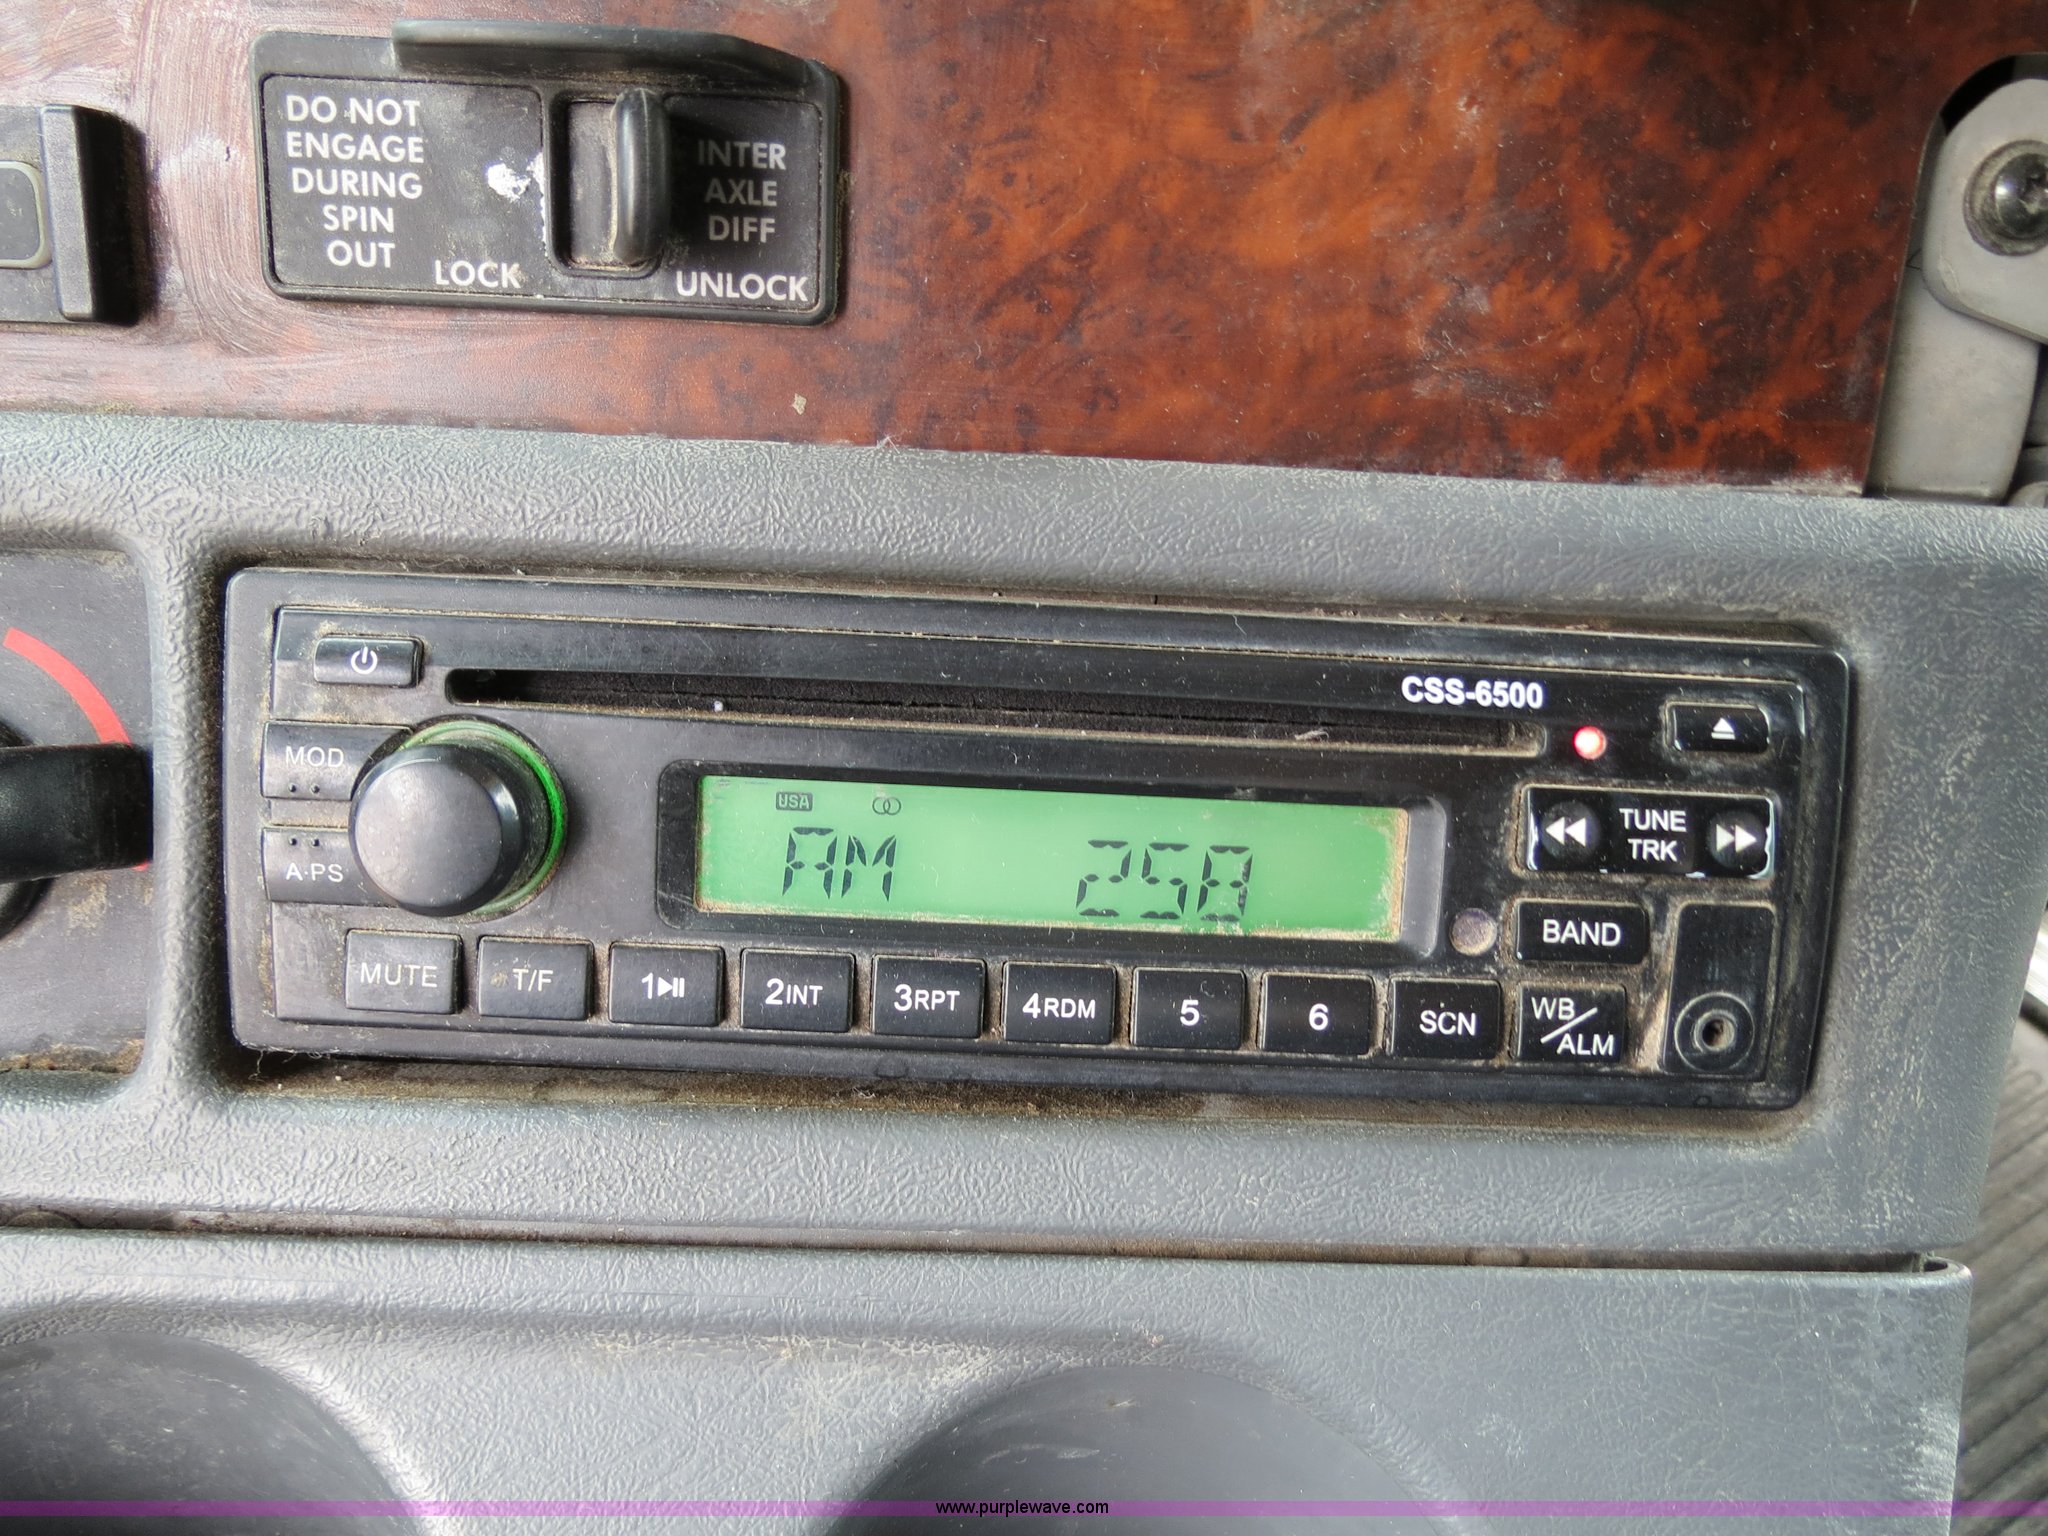 DO NOT
ENGAGE
DURING
SPIN
OUT
LOCK
INTER
AXLE
DIFF
UNLOCK
CSS-6500
MOD
A·PS
USA
AM 258
TUNE
TRK
BAND
MUTE
T/F
1
2INT
3RPT
4RDM
5
6
SCN
WB/ALM
www.purplewave.com